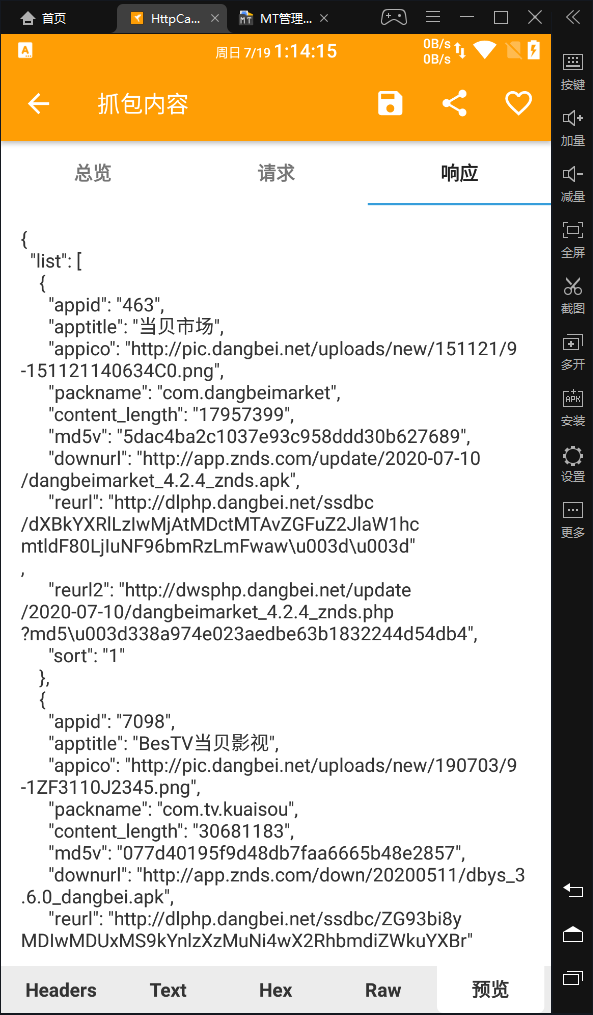 首页
HttpCa...
MT管理...
周日 7/19 1:14:15
0B/s
0B/s
抓包内容
总览
请求
响应
{
"list": [
{
"appid": "463",
"apptitle": "当贝市场",
"appico": "http://pic.dangbei.net/uploads/new/151121/9
-151121140634C0.png",
"packname": "com.dangbeimarket",
"content_length": "17957399",
"md5v": "5dac4ba2c1037e93c958ddd30b627689",
"downurl": "http://app.znds.com/update/2020-07-10
/dangbeimarket_4.2.4_znds.apk",
"reurl": "http://dlphp.dangbei.net/ssdbc
/dXBkYXRlLzIwMjAtMDctMTAvZGFuZ2JlaW1hc
mtldF80LjIuNF96bmRzLmFwaw\u003d\u003d"
,
"reurl2": "http://dwsphp.dangbei.net/update
/2020-07-10/dangbeimarket_4.2.4_znds.php
?md5\u003d338a974e023aedbe63b1832244d54db4",
"sort": "1"
},
{
"appid": "7098",
"apptitle": "BesTV当贝影视",
"appico": "http://pic.dangbei.net/uploads/new/190703/9
-1ZF3110J2345.png",
"packname": "com.tv.kuaisou",
"content_length": "30681183",
"md5v": "077d40195f9d48db7faa6665b48e2857",
"downurl": "http://app.znds.com/down/20200511/dbys_3
.6.0_dangbei.apk",
"reurl": "http://dlphp.dangbei.net/ssdbc/ZG93bi8y
MDIwMDUxMS9kYnlzXzMuNi4wX2RhbmdiZWkuYXBr"
Headers
Text
Hex
Raw
预览
按键
加量
减量
全屏
截图
多开
APK
安装
设置
更多